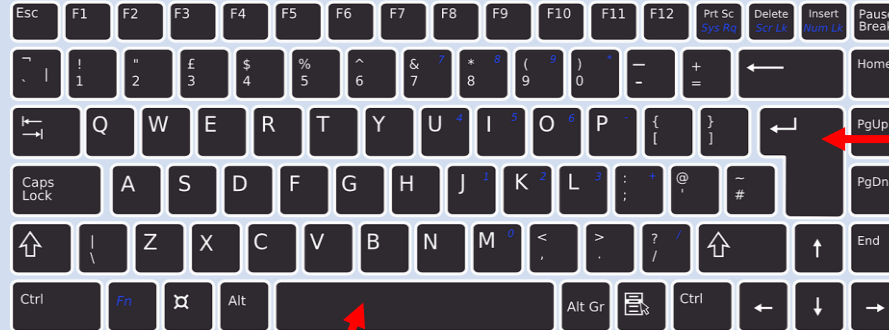 Esc F1 F2 F3 F4 F5 F6 F7 F8 F9 F10 F11 F12 Prt Sc Delete Insert Paus
Sys Rq Scr Lk Num Lk Break
¬ ! " £ $ % ^ & 7 * 8 ( 9 ) * _ + Home
` | 1 2 3 4 5 6 7 8 9 0 - =
Q W E R T Y U 4 I 5 O 6 P - { } PgUp
[ ]
Caps A S D F G H J 1 K 2 L 3 : + @ ~ PgDn
Lock ; ' #
| Z X C V B N M 0 < > ? / End
\ , . /
Ctrl Fn ¤ Alt Alt Gr Ctrl